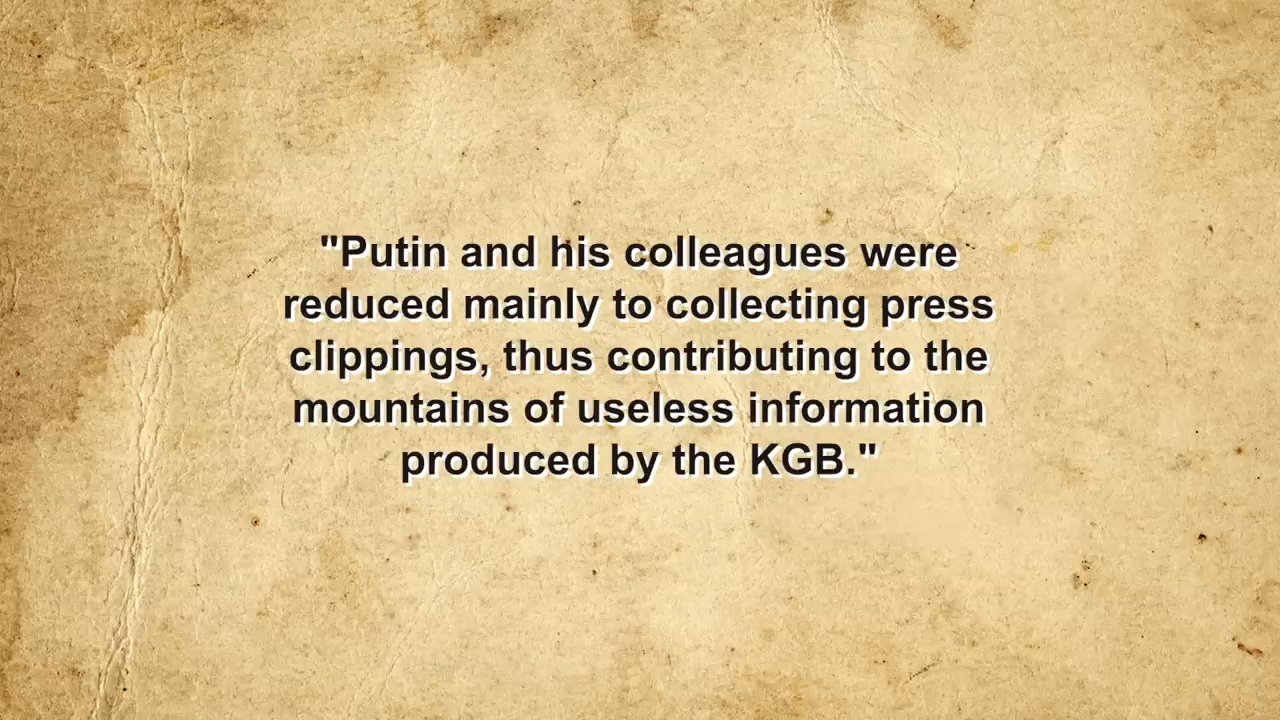 "Putin and his colleagues were
reduced mainly to collecting press
clippings, thus contributing to the
mountains of useless information
produced by the KGB."